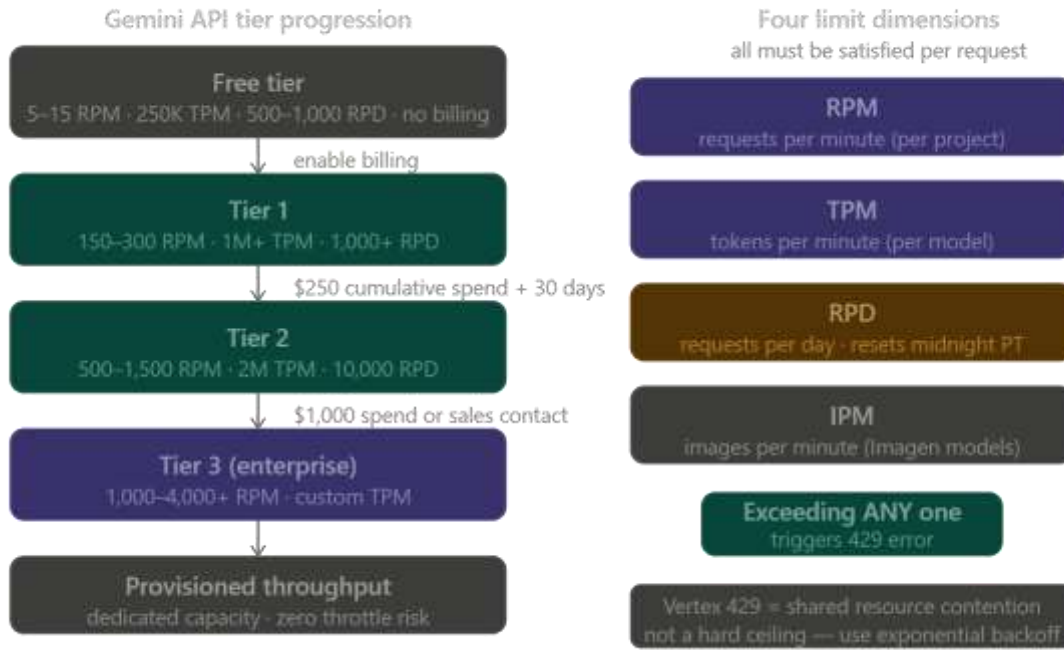 Gemini API tier progression
Free tier
5–15 RPM · 250K TPM · 500–1,000 RPD · no billing
enable billing
Tier 1
150–300 RPM · 1M+ TPM · 1,000+ RPD
$250 cumulative spend + 30 days
Tier 2
500–1,500 RPM · 2M TPM · 10,000 RPD
$1,000 spend or sales contact
Tier 3 (enterprise)
1,000–4,000+ RPM · custom TPM
Provisioned throughput
dedicated capacity · zero throttle risk
Four limit dimensions
all must be satisfied per request
RPM
requests per minute (per project)
TPM
tokens per minute (per model)
RPD
requests per day · resets midnight PT
IPM
images per minute (Imagen models)
Exceeding ANY one
triggers 429 error
Vertex 429 = shared resource contention
not a hard ceiling — use exponential backoff